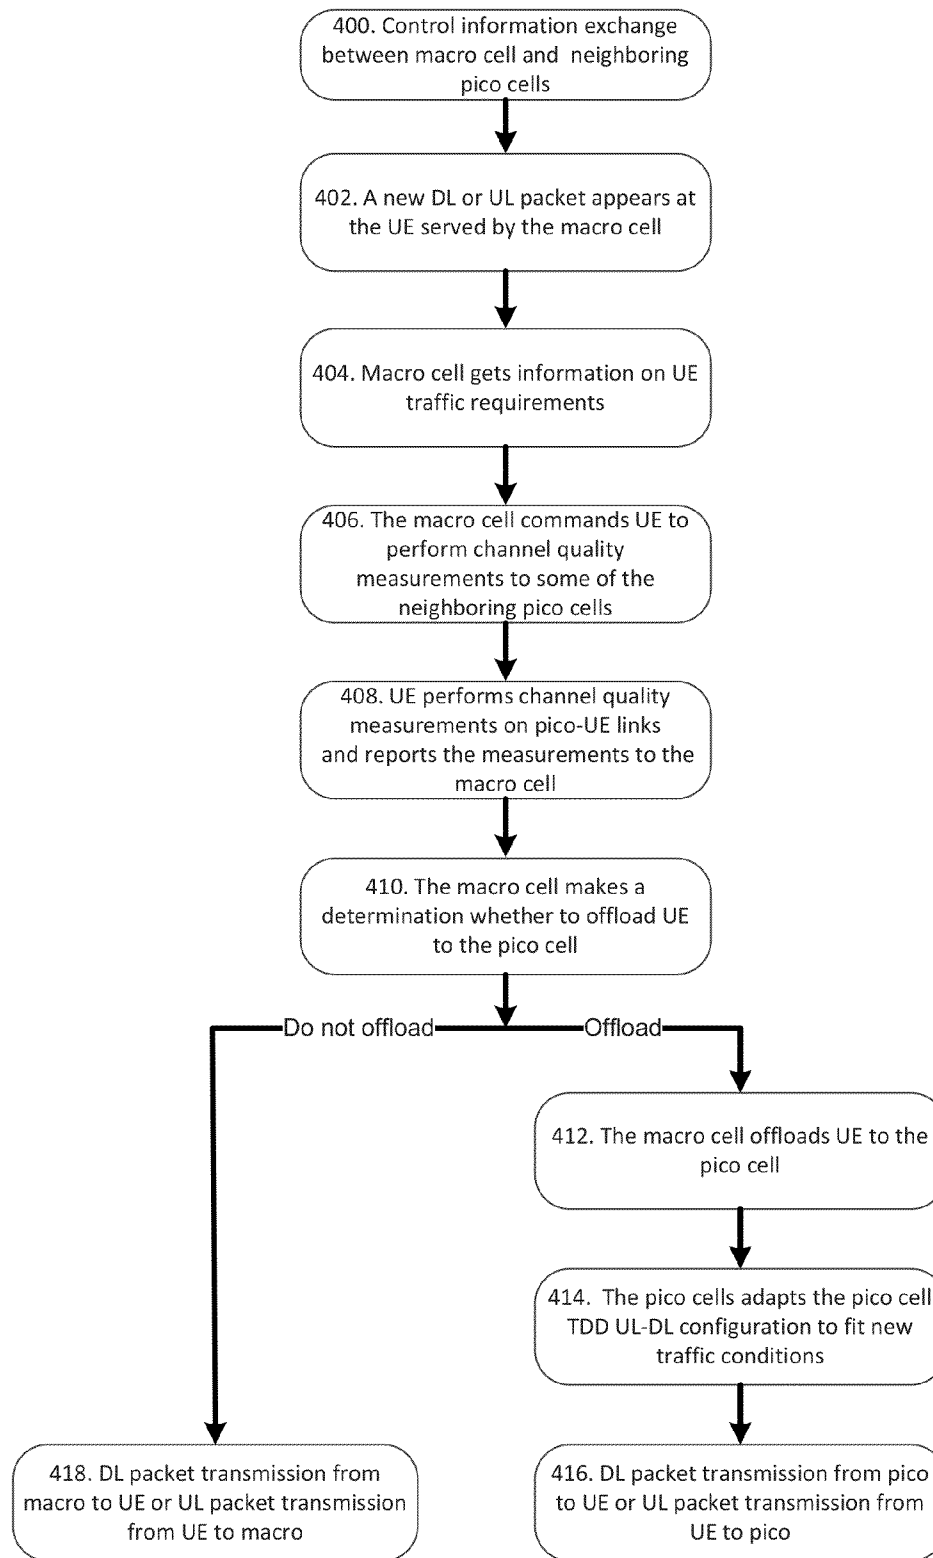 400. Control information exchange
between macro cell and neighboring
pico cells
402. A new DL or UL packet appears at
the UE served by the macro cell
404. Macro cell gets information on UE
traffic requirements
406. The macro cell commands UE to
perform channel quality
measurements to some of the
neighboring pico cells
408. UE performs channel quality
measurements on pico-UE links
and reports the measurements to the
macro cell
410. The macro cell makes a
determination whether to offload UE
to the pico cell
Do not offload
Offload
412. The macro cell offloads UE to the
pico cell
414. The pico cells adapts the pico cell
TDD UL-DL configuration to fit new
traffic conditions
418. DL packet transmission from
macro to UE or UL packet transmission
from UE to macro
416. DL packet transmission from pico
to UE or UL packet transmission from
UE to pico